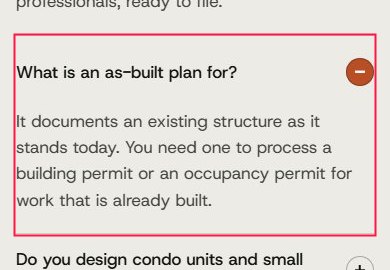 professionals, ready to file.
What is an as-built plan for?
It documents an existing structure as it
stands today. You need one to process a
building permit or an occupancy permit for
work that is already built.
Do you design condo units and small